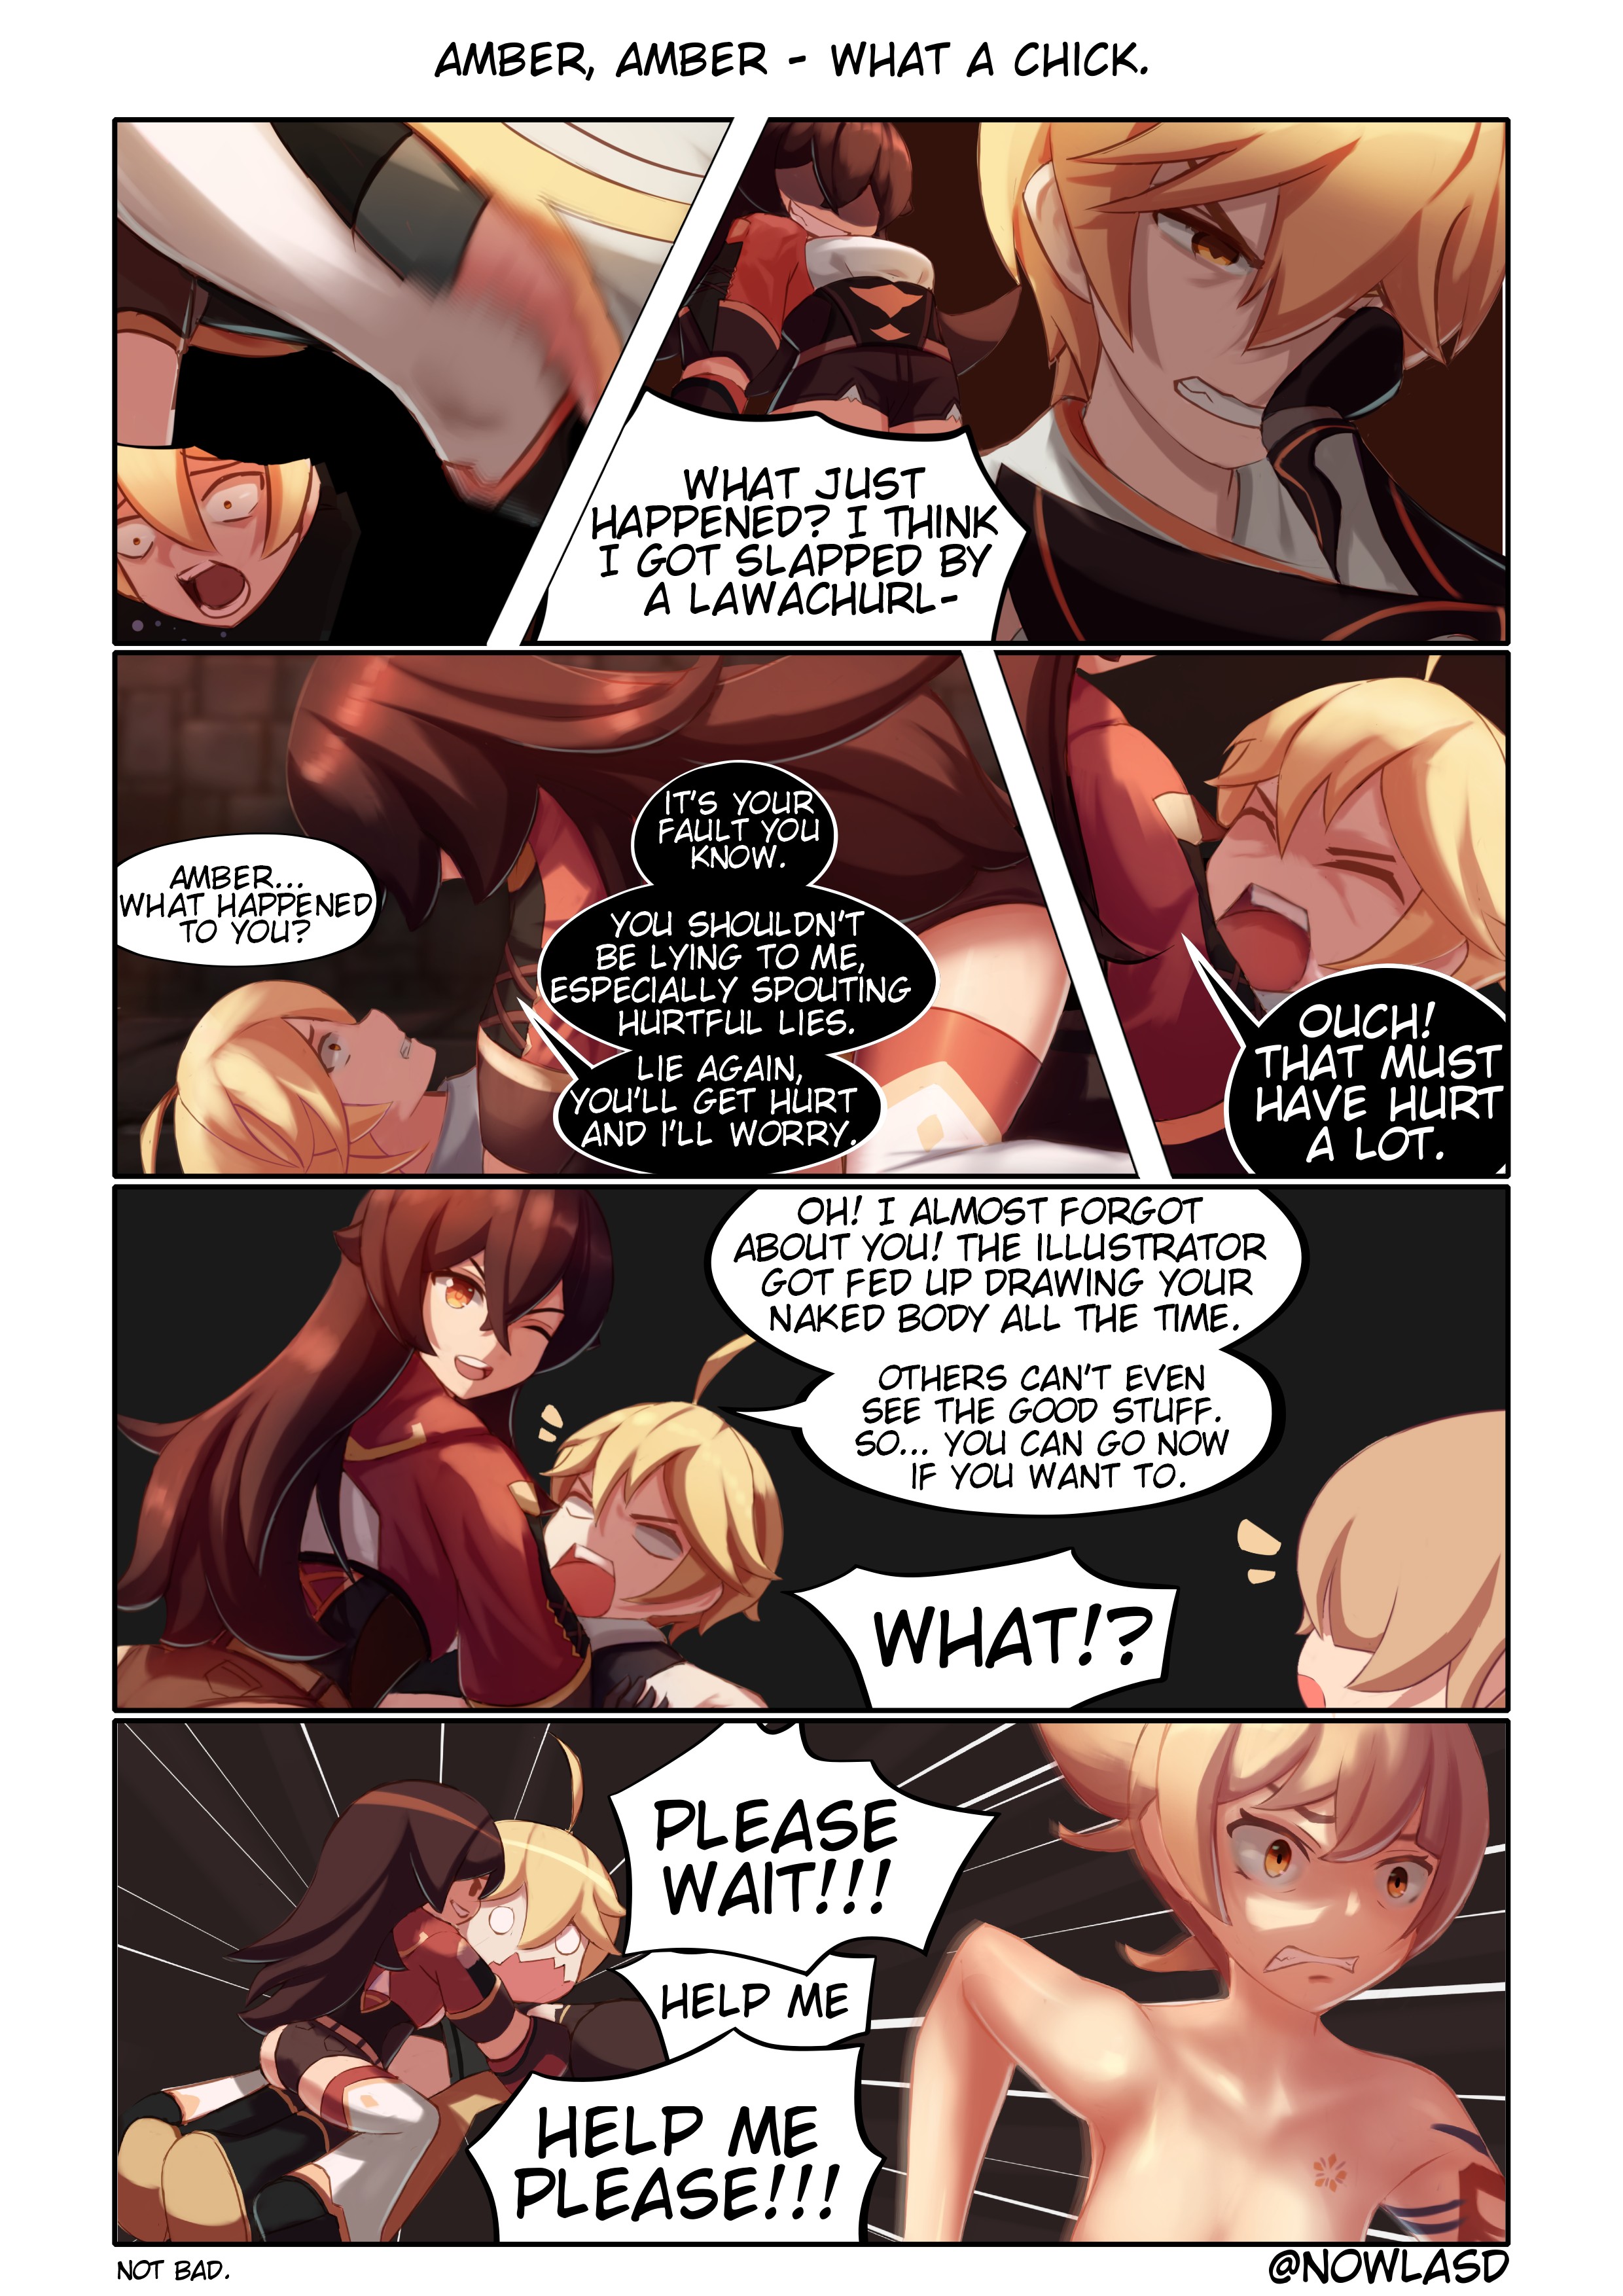 AMBER, AMBER - WHAT A CHICK.
WHAT JUST
HAPPENED? I THINK
I GOT SLAPPED BY
A LAWACHURL-
AMBER...
WHAT HAPPENED
TO YOU?
IT'S YOUR
FAULT YOU
KNOW.
YOU SHOULDN'T
BE LYING TO ME,
ESPECIALLY SPOUTING
HURTFUL LIES.
LIE AGAIN,
YOU'LL GET HURT
AND I'LL WORRY.
OUCH!
THAT MUST
HAVE HURT
A LOT.
OH! I ALMOST FORGOT
ABOUT YOU! THE ILLUSTRATOR
GOT FED UP DRAWING YOUR
NAKED BODY ALL THE TIME.
OTHERS CAN'T EVEN
SEE THE GOOD STUFF.
SO... YOU CAN GO NOW
IF YOU WANT TO.
WHAT!?
PLEASE
WAIT!!!
HELP ME
HELP ME
PLEASE!!!
NOT BAD.
@NOWLASD